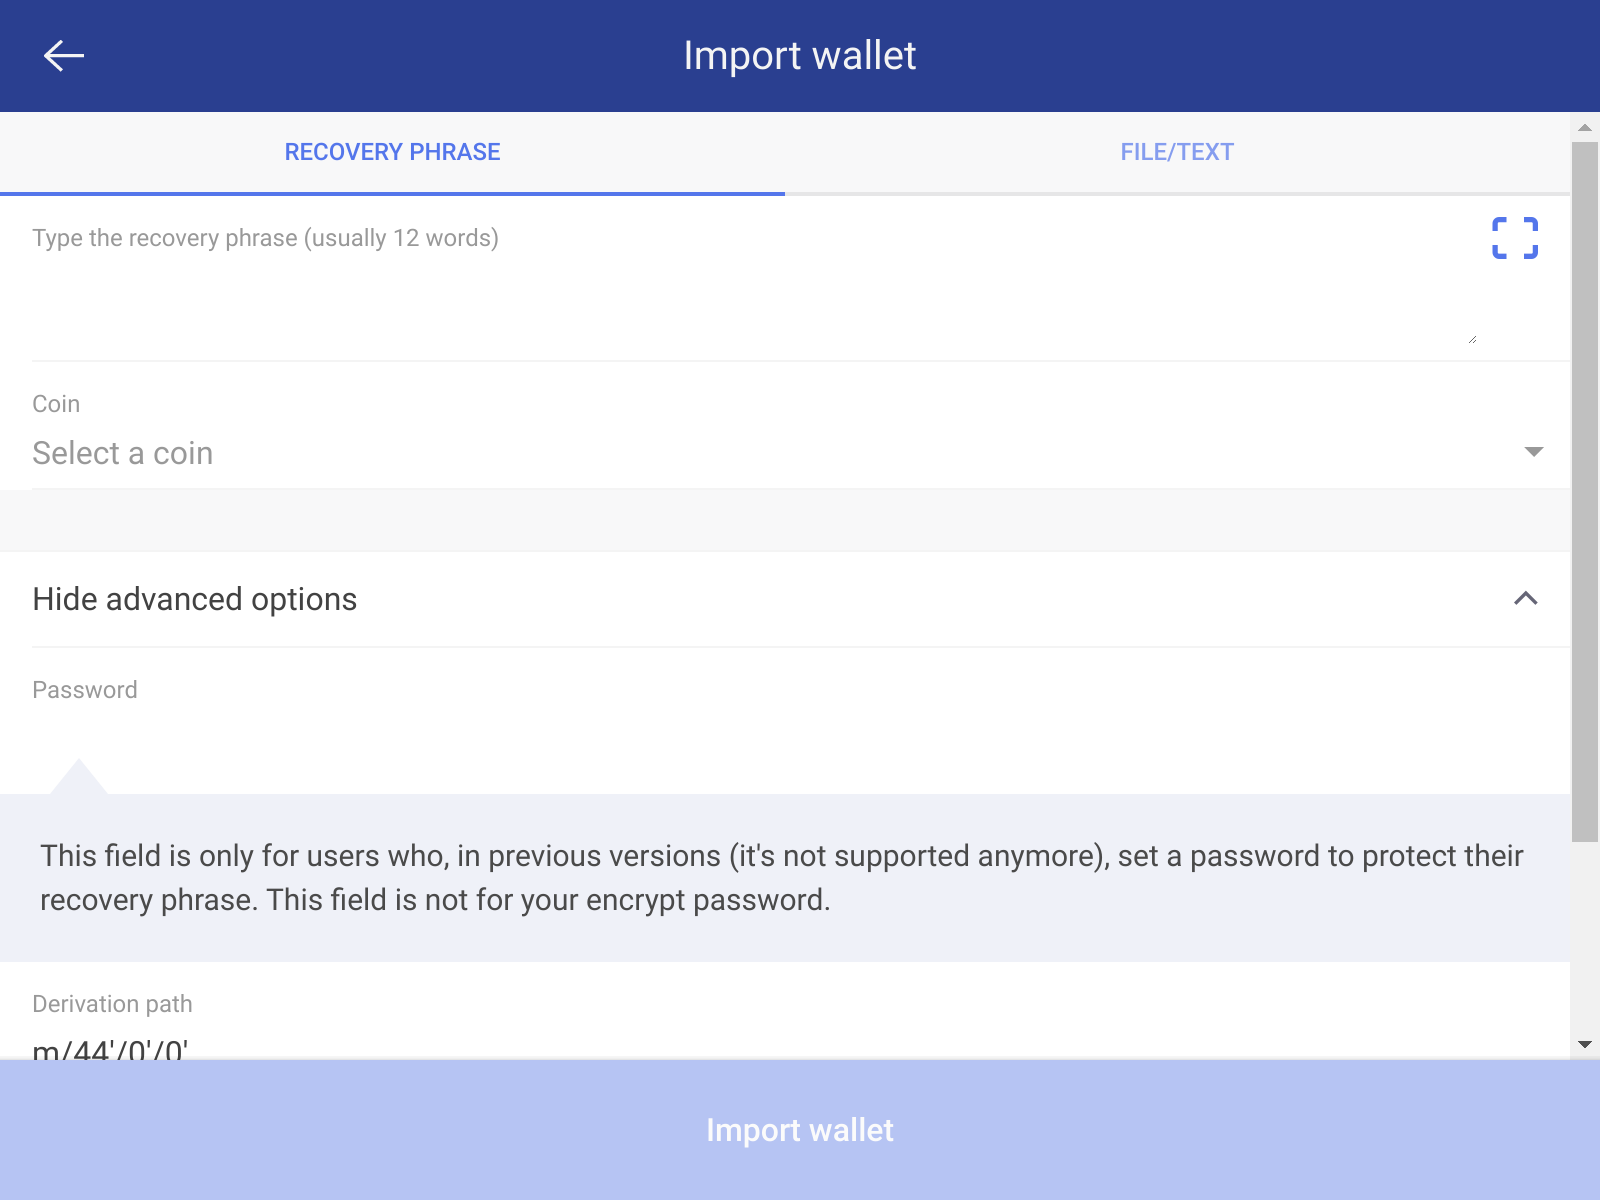 Import wallet
RECOVERY PHRASE
FILE/TEXT
Type the recovery phrase (usually 12 words)
Coin
Select a coin
Hide advanced options
Password
This field is only for users who, in previous versions (it's not supported anymore), set a password to protect their
recovery phrase. This field is not for your encrypt password.
Derivation path
m/44'/0'/0'
Import wallet